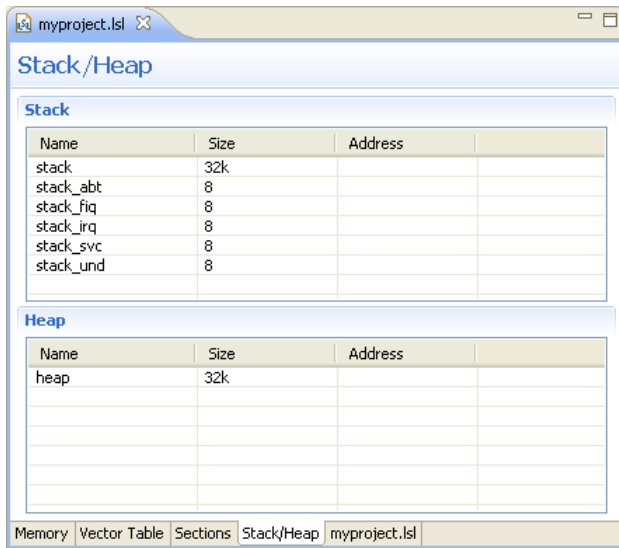 myproject.lsl
Stack/Heap
Stack
Name Size Address
stack 32k
stack_abt 8
stack_fiq 8
stack_irq 8
stack_svc 8
stack_und 8
Heap
Name Size Address
heap 32k
Memory Vector Table Sections Stack/Heap myproject.lsl